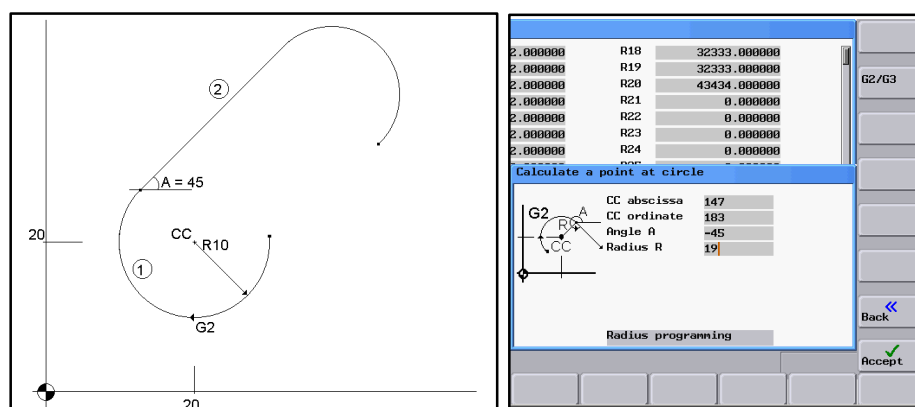 2
A = 45
20
CC
R10
1
G2
20
2.000000 R18 32333.000000
2.000000 R19 32333.000000
2.000000 R20 43434.000000
2.000000 R21 0.000000
2.000000 R22 0.000000
2.000000 R23 0.000000
2.000000 R24 0.000000
G2/G3
Calculate a point at circle
G2
A
R
CC
CC abscissa 147
CC ordinate 183
Angle A -45
Radius R 19
Radius programming
Back
Accept